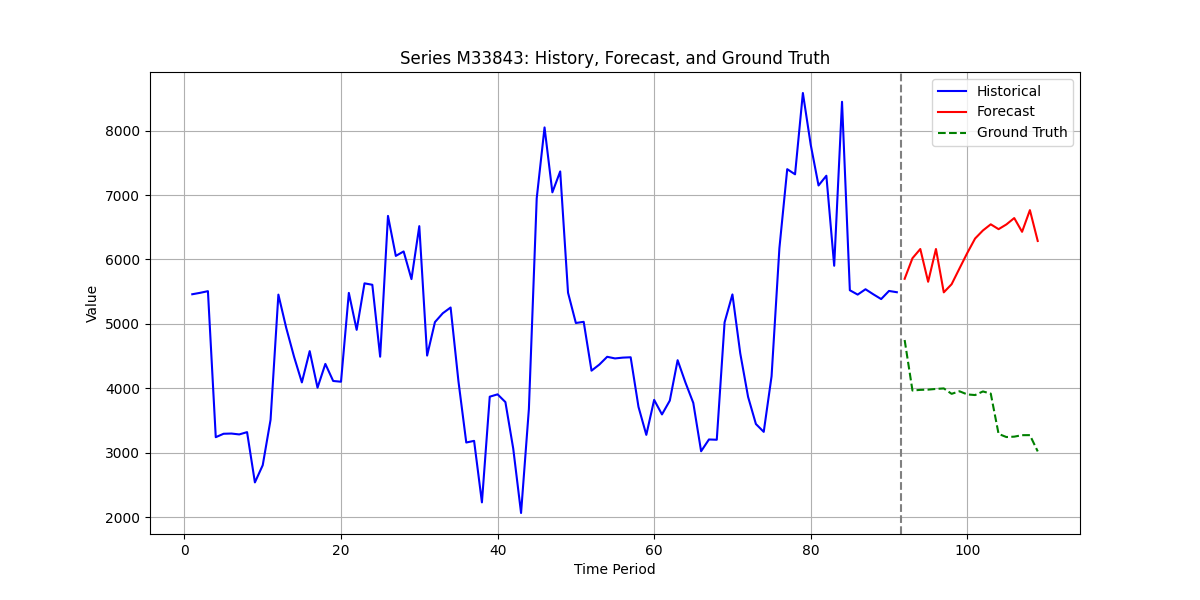 Series M33843: History, Forecast, and Ground Truth
Historical
Forecast
Ground Truth
Value
8000
7000
6000
5000
4000
3000
2000
0
20
40
60
80
100
Time Period